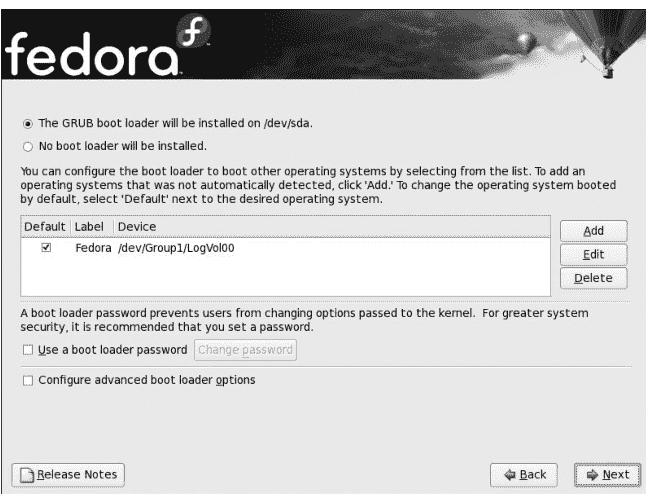 fedora
The GRUB boot loader will be installed on /dev/sda.
No boot loader will be installed.
You can configure the boot loader to boot other operating systems by selecting from the list. To add an
operating systems that was not automatically detected, click 'Add.' To change the operating system booted
by default, select 'Default' next to the desired operating system.
Default Label Device
Fedora /dev/Group1/LogVol00
Add
Edit
Delete
A boot loader password prevents users from changing options passed to the kernel. For greater system
security, it is recommended that you set a password.
Use a boot loader password Change password
Configure advanced boot loader options
Release Notes Back Next